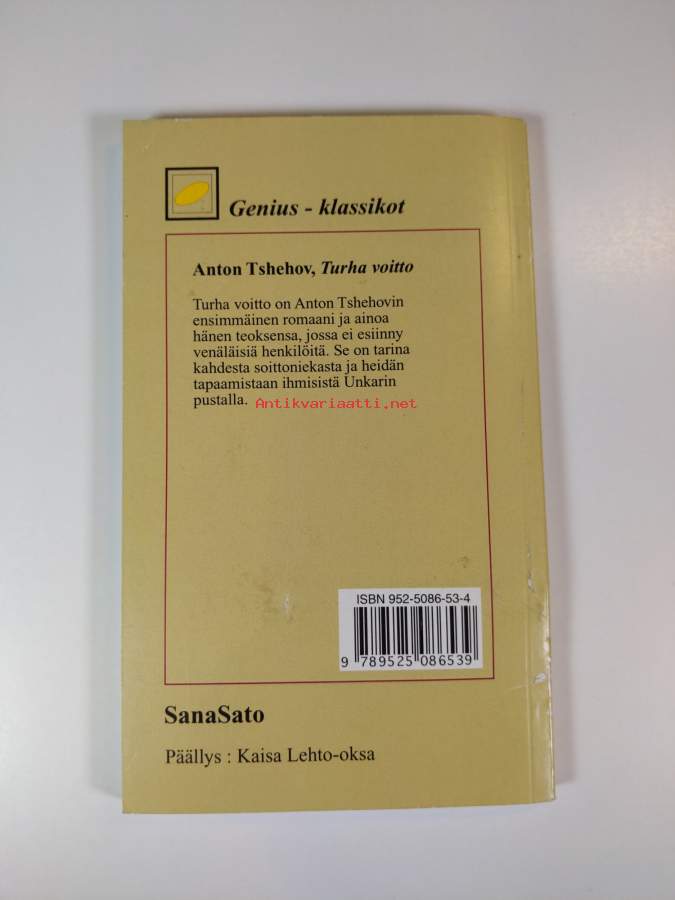 Genius - klassikot
Anton Tshehov, Turha voitto
Turha voitto on Anton Tshehovin
ensimmäinen romaani ja ainoa
hänen teoksensa, jossa ei esiinny
venäläisiä henkilöitä. Se on tarina
kahdesta soittoniekasta ja heidän
tapaamistaan ihmisistä Unkarin
pustalla.
Antikvariaatti.net
ISBN 952-5086-53-4
9 789525 086539
SanaSato
Päällys : Kaisa Lehto-oksa